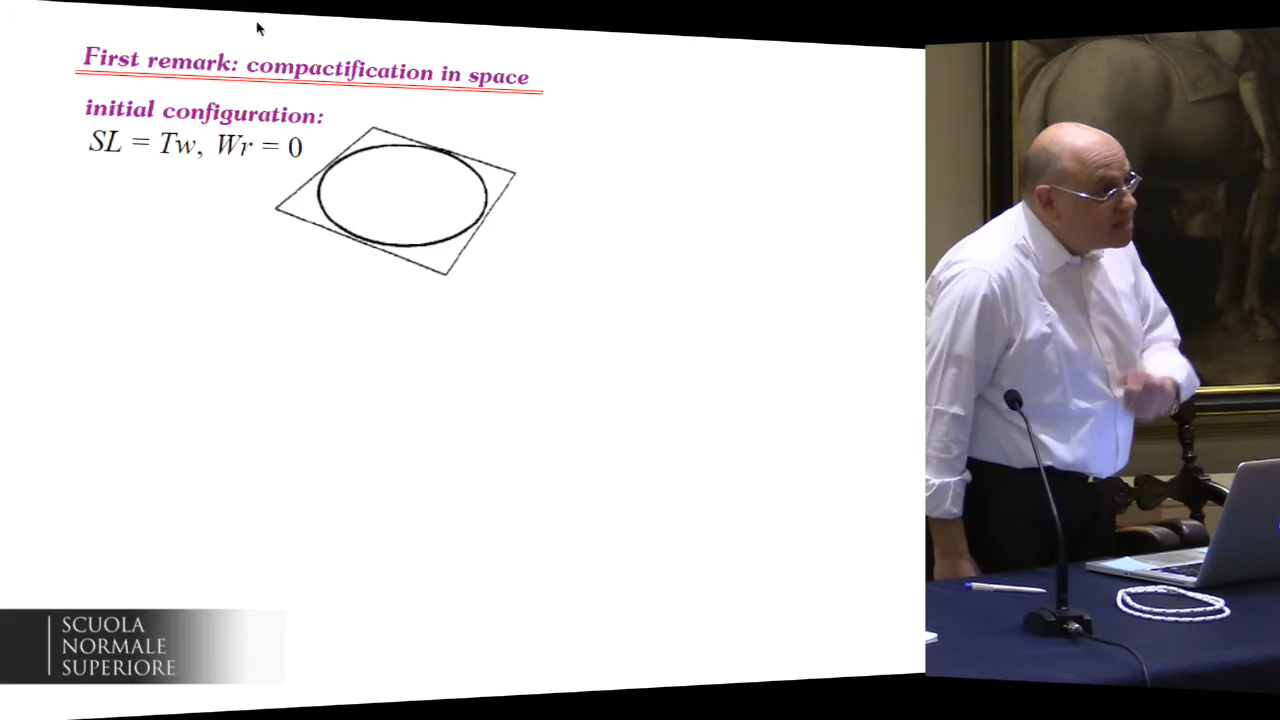 First remark: compactification in space
initial configuration:
SL = Tw, Wr = 0
SCUOLA
NORMALE
SUPERIORE